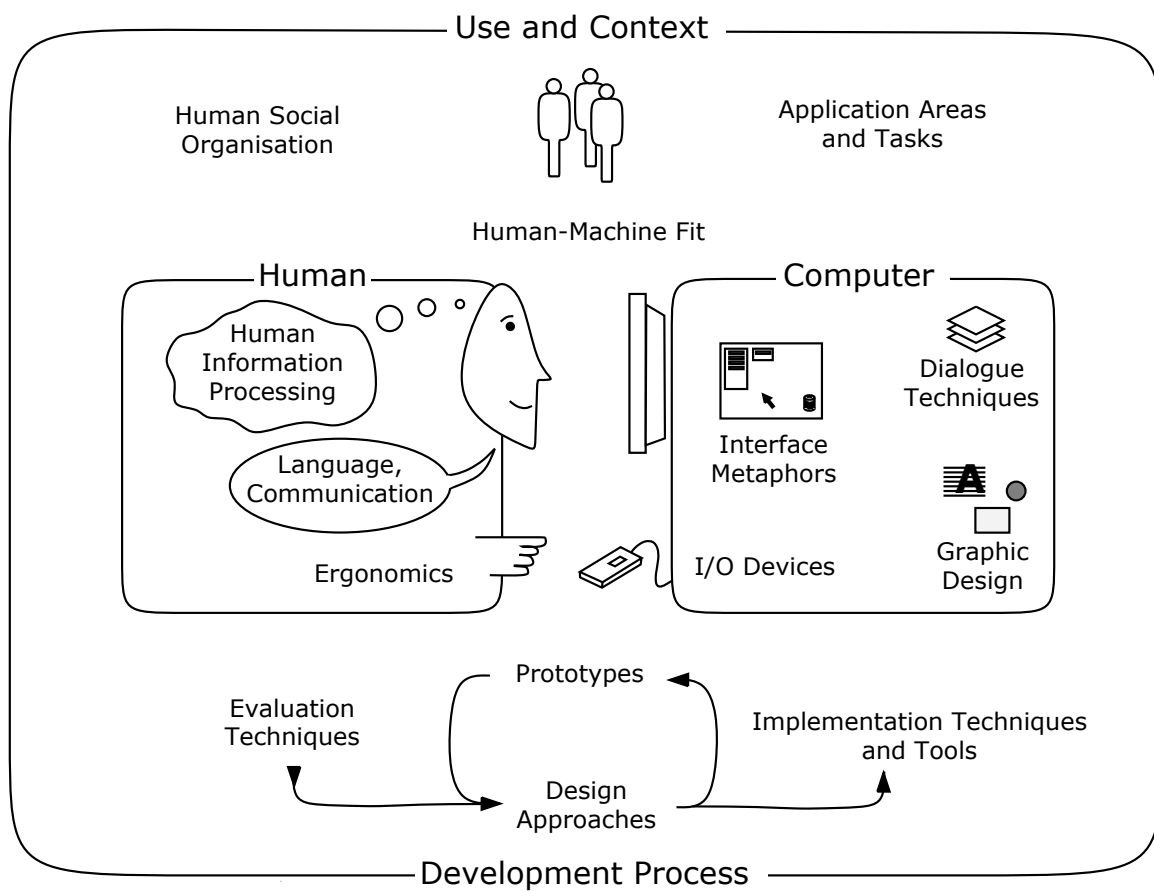 Use and Context
Human Social
Organisation
Application Areas
and Tasks
Human-Machine Fit
Human
Human
Information
Processing
Language,
Communication
Ergonomics
Computer
Interface
Metaphors
Dialogue
Techniques
A
Graphic
Design
I/O Devices
Prototypes
Evaluation
Techniques
Implementation Techniques
and Tools
Design
Approaches
Development Process